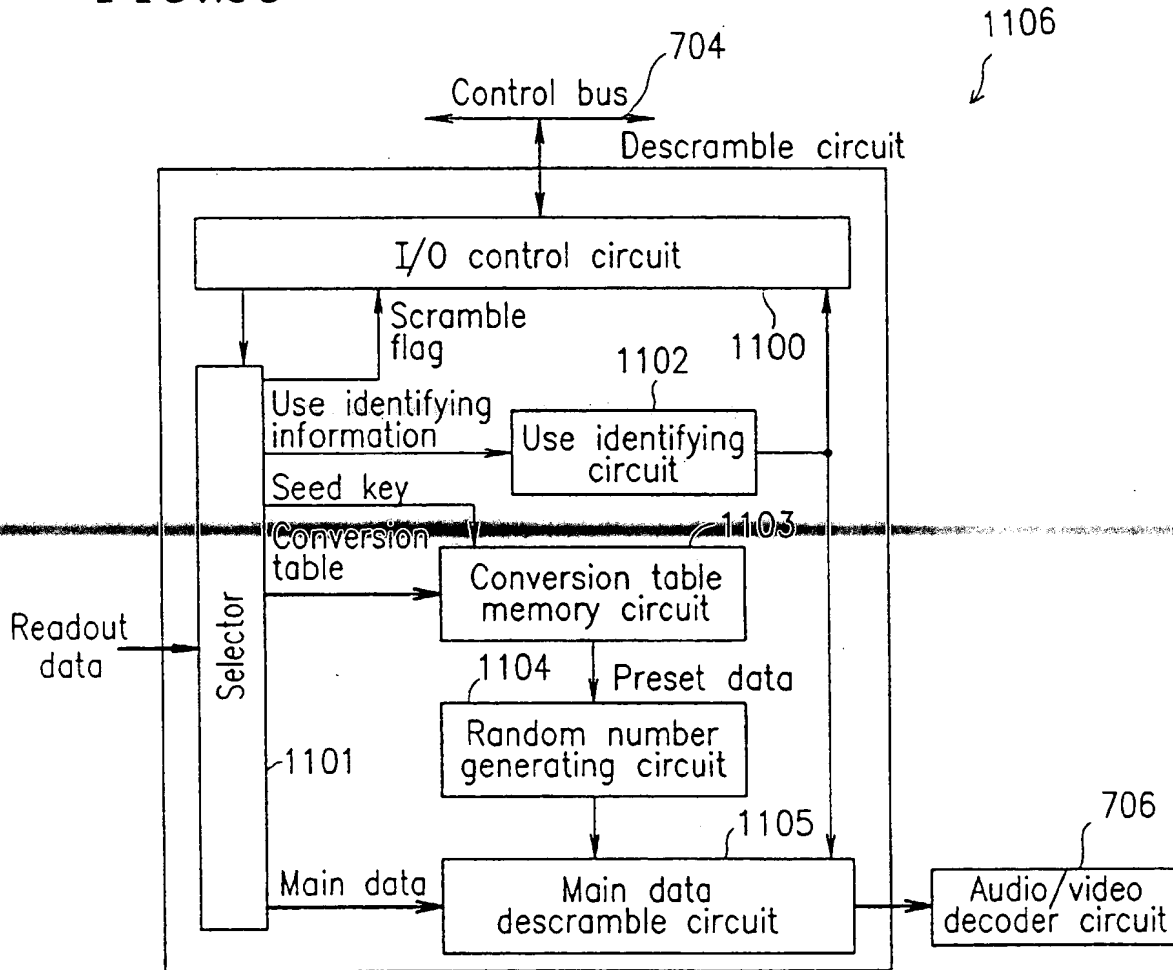 1106
704
Control bus
Descramble circuit
I/O control circuit
Scramble
flag
1100
1102
Use identifying
information
Use identifying
circuit
Seed key
1103
Conversion
table
Conversion table
memory circuit
Readout
data
Selector
1104
Preset data
Random number
generating circuit
1101
1105
706
Main data
Main data
descramble circuit
Audio/video
decoder circuit